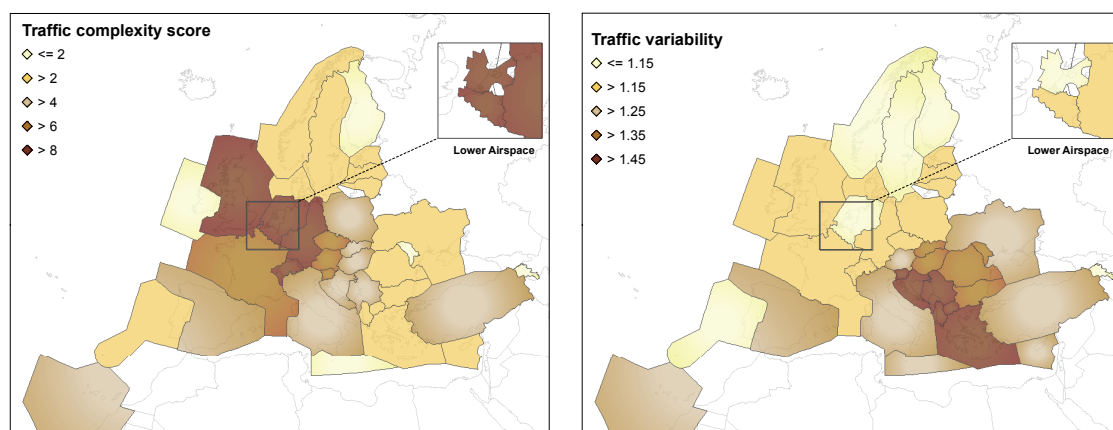 Traffic complexity score
<= 2
> 2
> 4
> 6
> 8
Lower Airspace
Traffic variability
<= 1.15
> 1.15
> 1.25
> 1.35
> 1.45
Lower Airspace